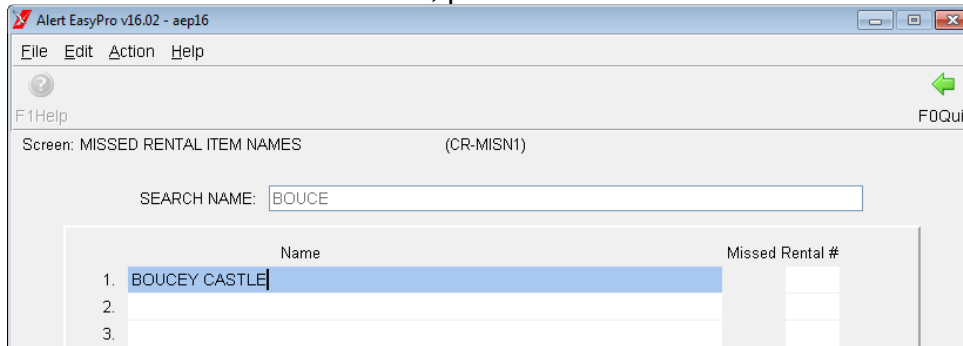 Alert EasyPro v16.02 - aep16
File Edit Action Help
F1Help F0Qui
Screen: MISSED RENTAL ITEM NAMES (CR-MISN1)
SEARCH NAME: BOUCE
Name Missed Rental #
1. BOUCEY CASTLE
2.
3.